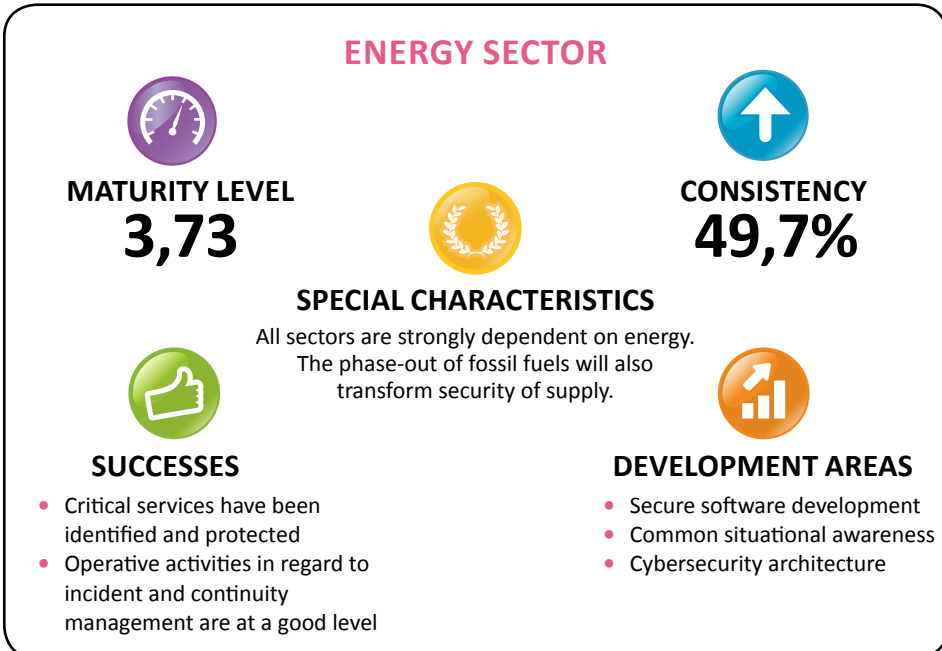 ENERGY SECTOR
MATURITY LEVEL
3,73
CONSISTENCY
49,7%
SPECIAL CHARACTERISTICS
All sectors are strongly dependent on energy.
The phase-out of fossil fuels will also
transform security of supply.
SUCCESSES
• Critical services have been
identified and protected
• Operative activities in regard to
incident and continuity
management are at a good level
DEVELOPMENT AREAS
• Secure software development
• Common situational awareness
• Cybersecurity architecture